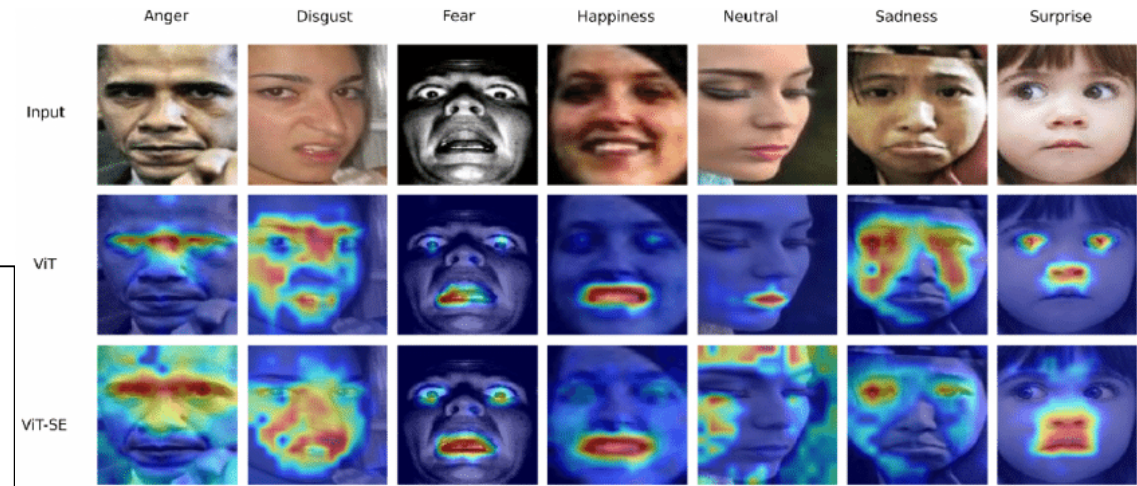 Anger Disgust Fear Happiness Neutral Sadness Surprise
Input
ViT
ViT-SE